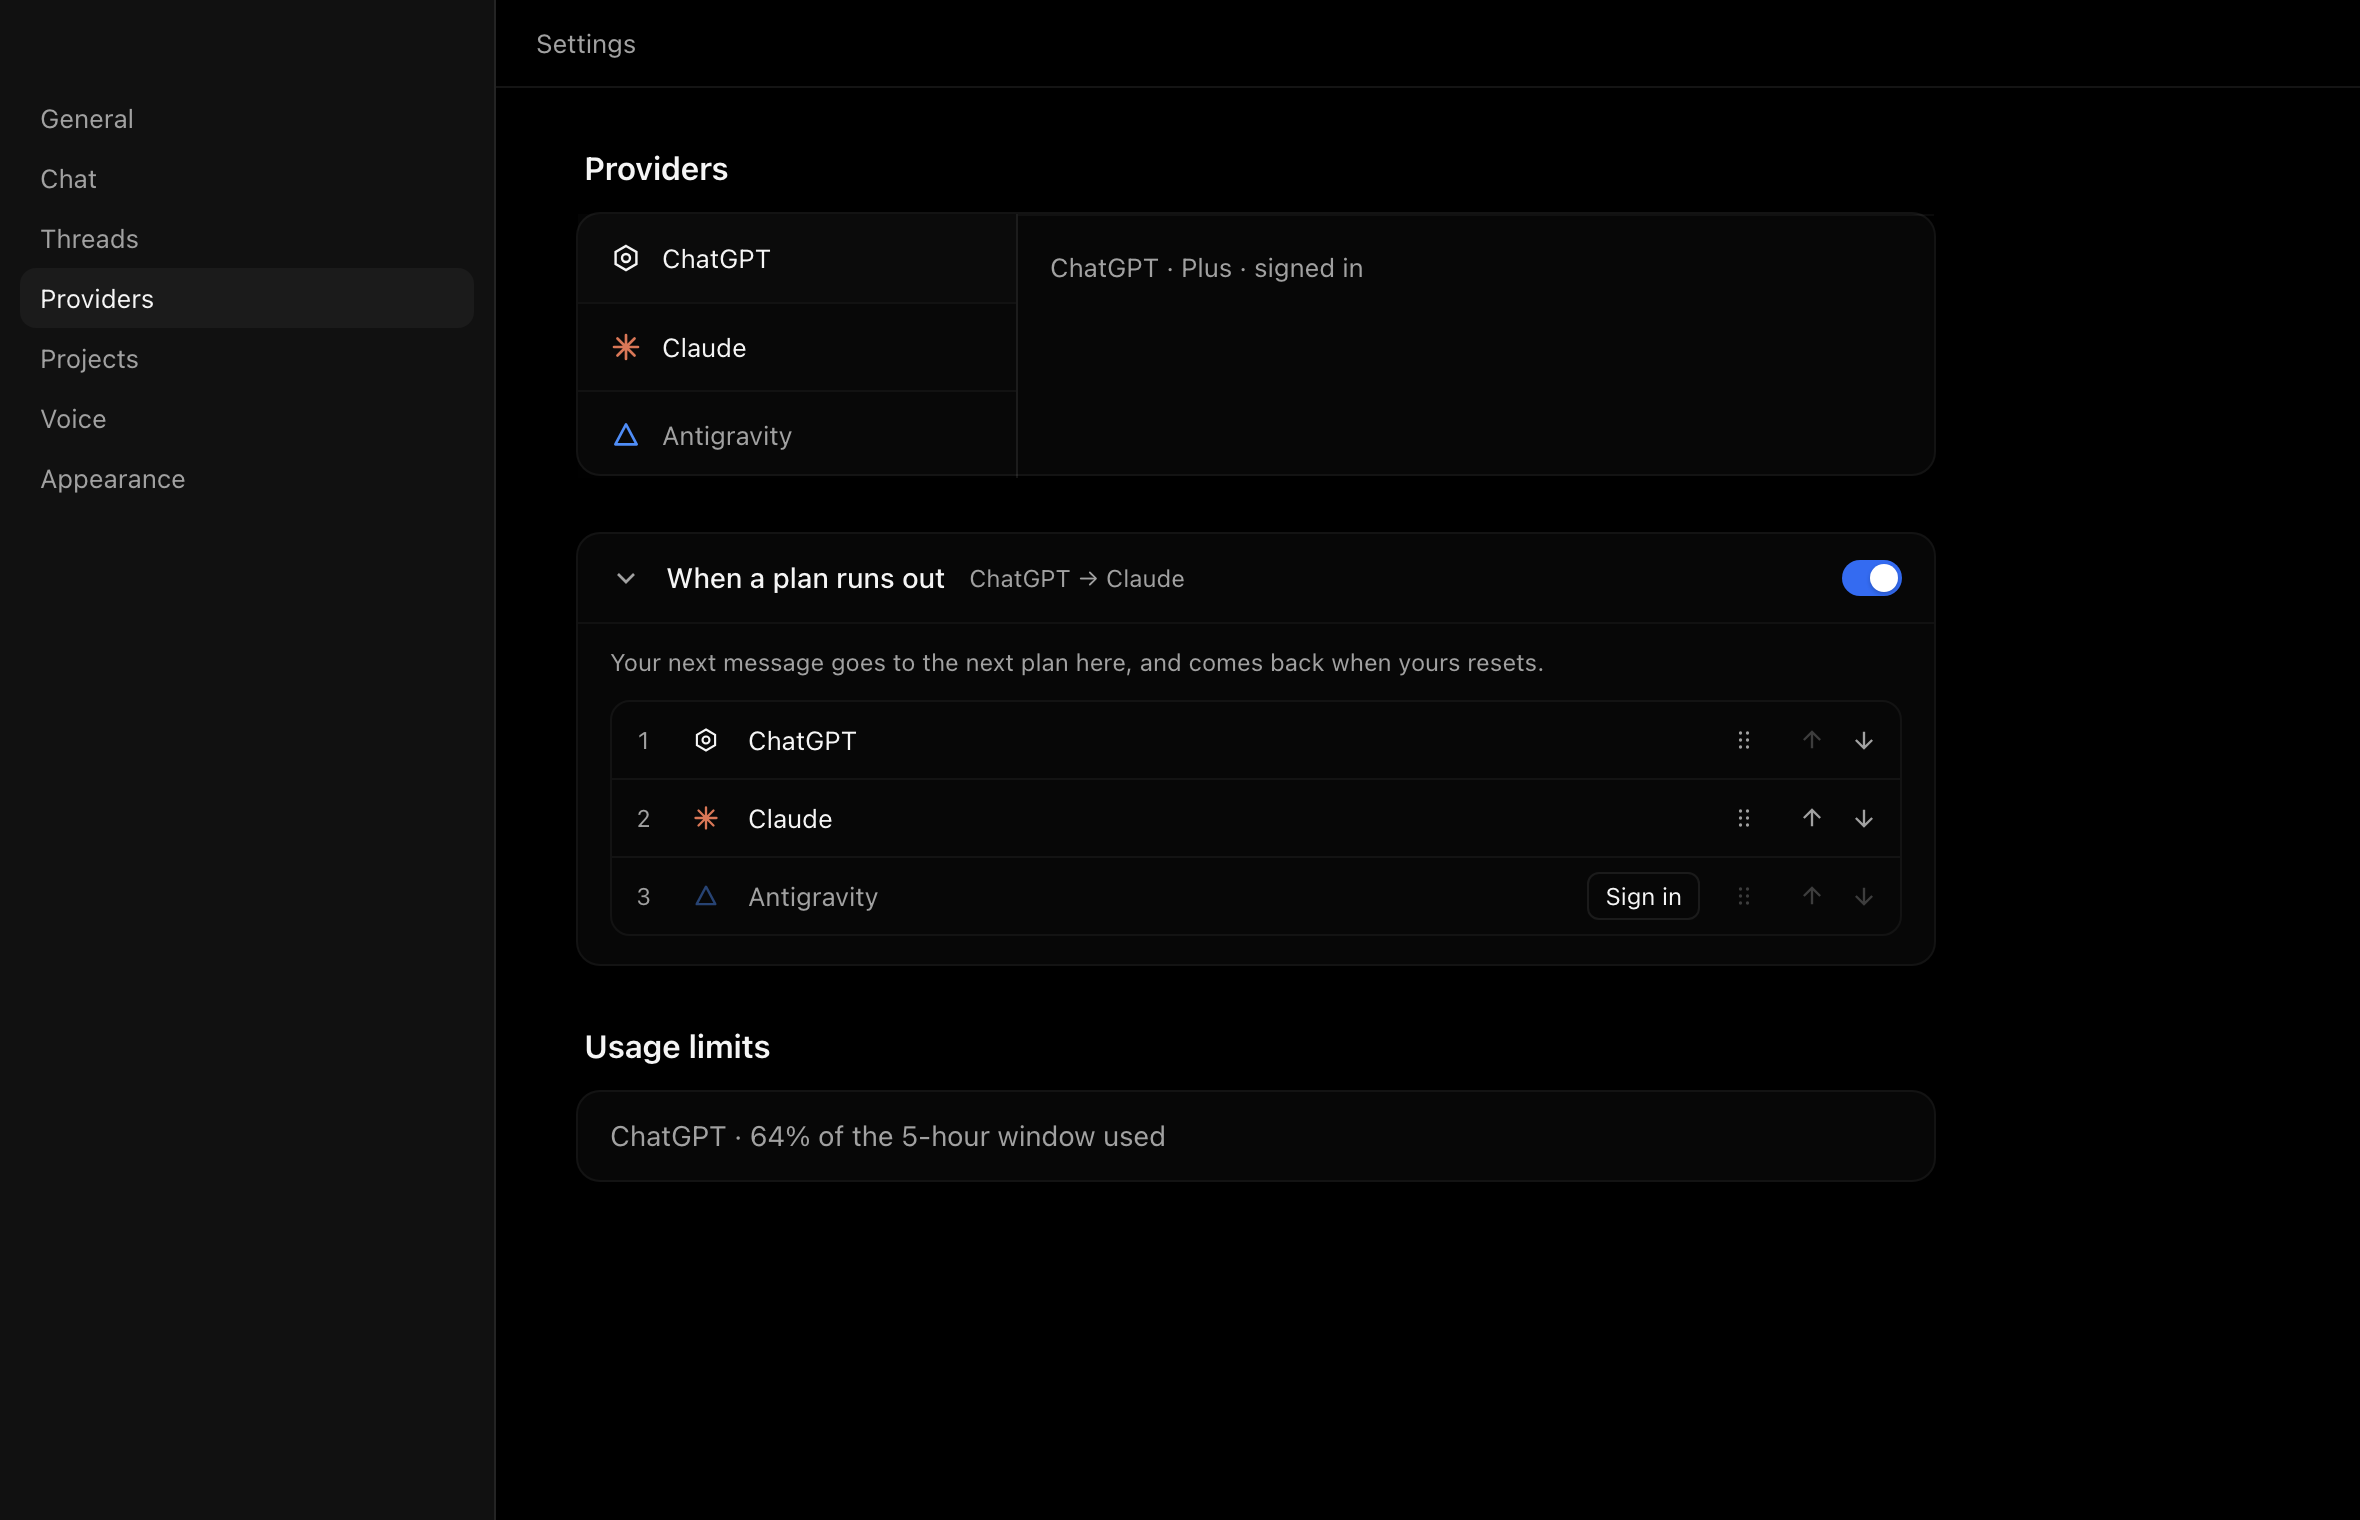 Settings
General
Chat
Threads
Providers
Projects
Voice
Appearance
Providers
ChatGPT
Claude
Antigravity
ChatGPT · Plus · signed in
When a plan runs out ChatGPT → Claude
Your next message goes to the next plan here, and comes back when yours resets.
1 ChatGPT
2 Claude
3 Antigravity Sign in
Usage limits
ChatGPT · 64% of the 5-hour window used